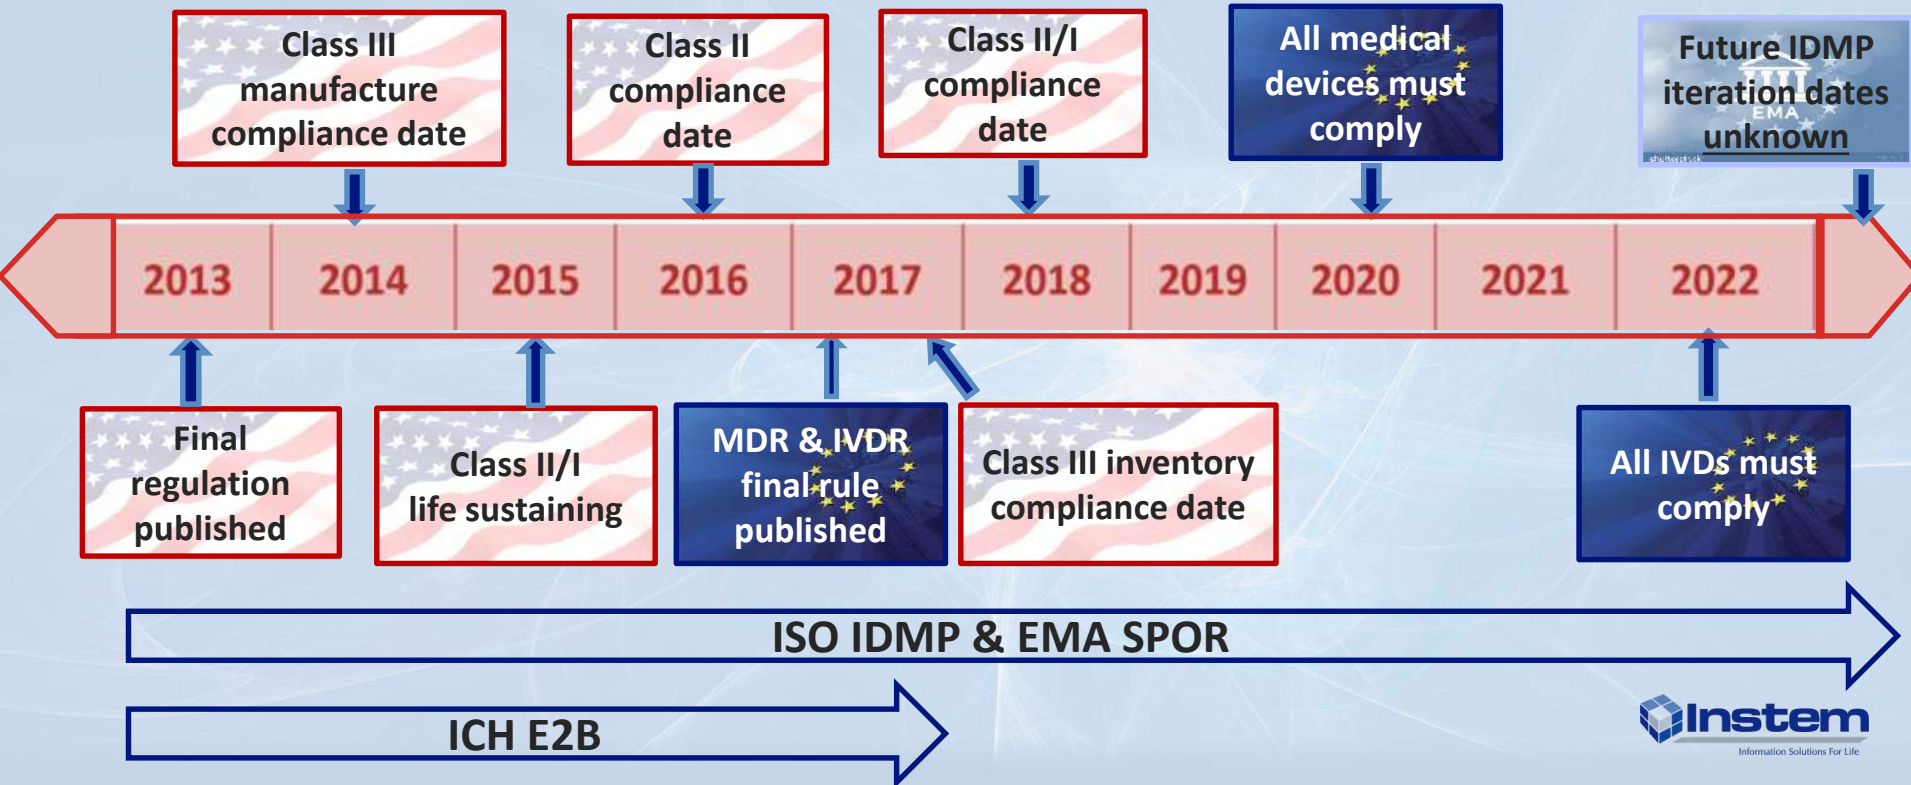 Class III
manufacture
compliance date
Class II
compliance
date
Class II/I
compliance
date
All medical
devices must
comply
Future IDMP
iteration dates
EMA
unknown
shutterstock
2013 2014 2015 2016 2017 2018 2019 2020 2021 2022
Final
regulation
published
Class II/I
life sustaining
MDR & IVDR
final rule
published
Class III inventory
compliance date
All IVDs must
comply
ISO IDMP & EMA SPOR
ICH E2B
Instem
Information Solutions For Life